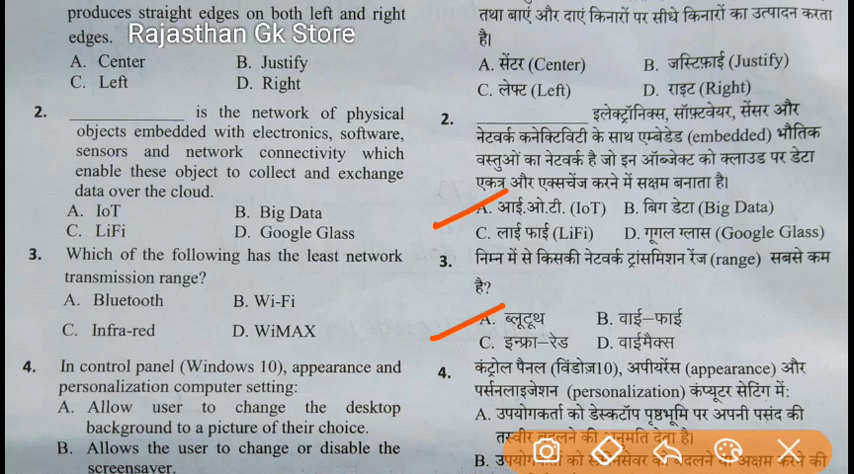 produces straight edges on both left and right
edges.
Rajasthan Gk Store
A. Center B. Justify
C. Left D. Right
2. ____________ is the network of physical
objects embedded with electronics, software,
sensors and network connectivity which
enable these object to collect and exchange
data over the cloud.
A. IoT B. Big Data
C. LiFi D. Google Glass
3. Which of the following has the least network
transmission range?
A. Bluetooth B. Wi-Fi
C. Infra-red D. WiMAX
4. In control panel (Windows 10), appearance and
personalization computer setting:
A. Allow user to change the desktop
background to a picture of their choice.
B. Allows the user to change or disable the
screensaver.
तथा बाएं और दाएं किनारों पर सीधे किनारों का उत्पादन करता
है।
A. सेंटर (Center) B. जस्टिफ़ाई (Justify)
C. लेफ्ट (Left) D. राइट (Right)
2. ____________ इलेक्ट्रॉनिक्स, सॉफ़्टवेयर, सेंसर और
नेटवर्क कनेक्टिविटी के साथ एम्बेडेड (embedded) भौतिक
वस्तुओं का नेटवर्क है जो इन ऑब्जेक्ट को क्लाउड पर डेटा
एकत्र और एक्सचेंज करने में सक्षम बनाता है।
A. आई.ओ.टी. (IoT) B. बिग डेटा (Big Data)
C. लाई फाई (LiFi) D. गूगल ग्लास (Google Glass)
3. निम्न में से किसकी नेटवर्क ट्रांसमिशन रेंज (range) सबसे कम
है?
A. ब्लूटूथ B. वाई–फाई
C. इन्फ्रा–रेड D. वाईमैक्स
4. कंट्रोल पैनल (विंडोज़10), अपीयरेंस (appearance) और
पर्सनलाइजेशन (personalization) कंप्यूटर सेटिंग में:
A. उपयोगकर्ता को डेस्कटॉप पृष्ठभूमि पर अपनी पसंद की
तस्वीर बदलने की अनुमति देता है।
B. को बदलने अक्षम करने की